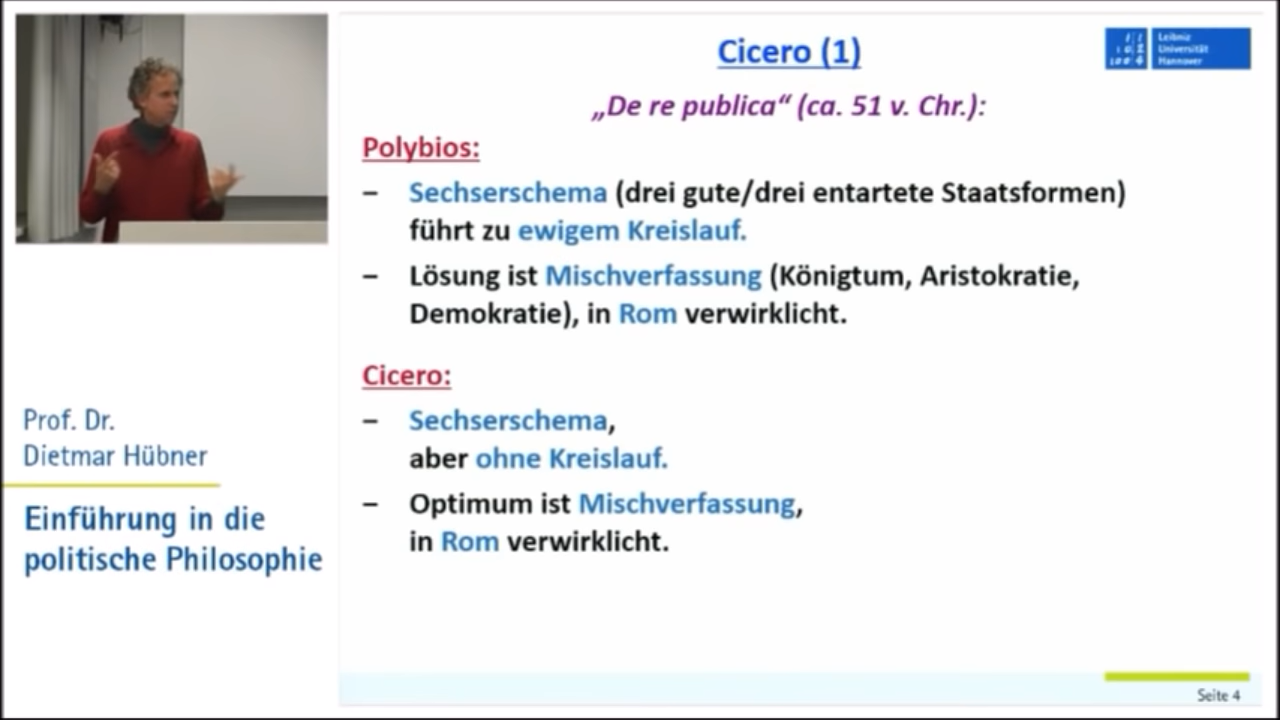 Cicero (1)
Leibniz
Universität
Hannover
„De re publica“ (ca. 51 v. Chr.):
Polybios:
– Sechserschema (drei gute/drei entartete Staatsformen)
führt zu ewigem Kreislauf.
– Lösung ist Mischverfassung (Königtum, Aristokratie,
Demokratie), in Rom verwirklicht.
Cicero:
– Sechserschema,
aber ohne Kreislauf.
– Optimum ist Mischverfassung,
in Rom verwirklicht.
Prof. Dr.
Dietmar Hübner
Einführung in die
politische Philosophie
Seite 4